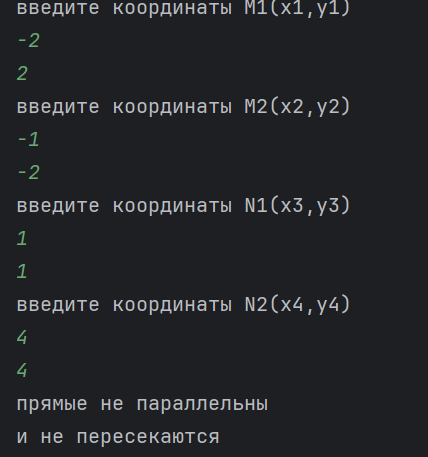 введите координаты M1(x1,y1)
-2
2
введите координаты M2(x2,y2)
-1
-2
введите координаты N1(x3,y3)
1
1
введите координаты N2(x4,y4)
4
4
прямые не параллельны
и не пересекаются